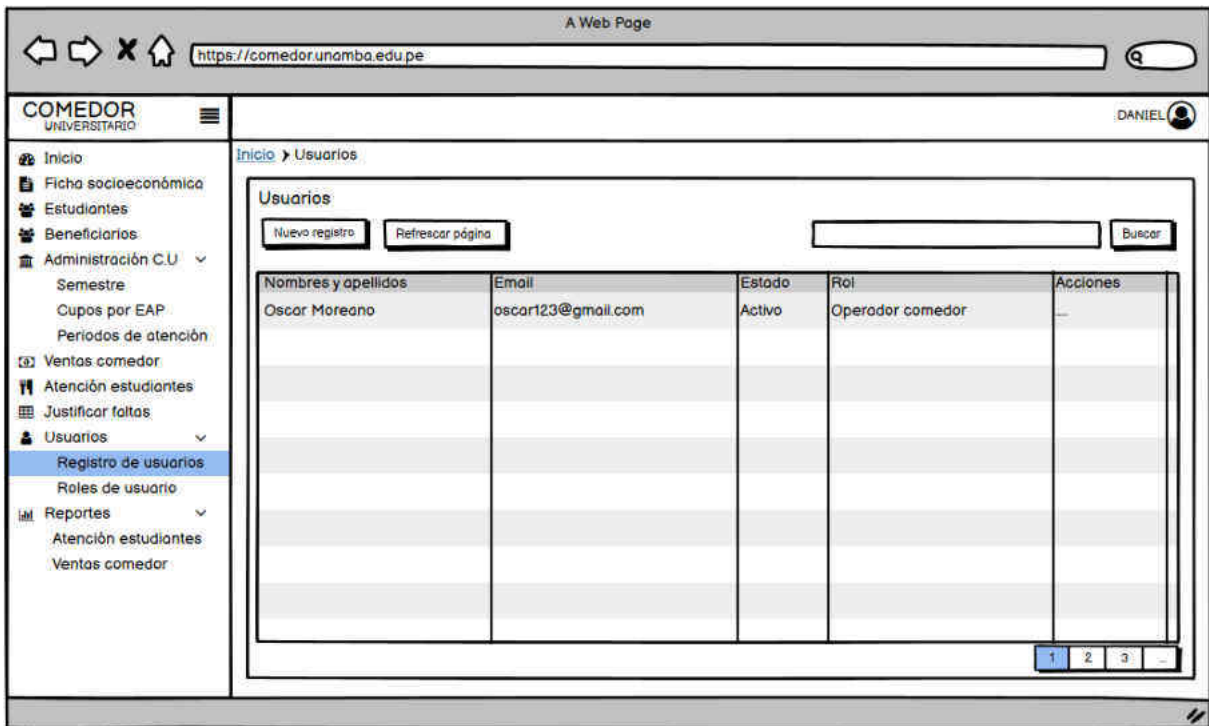 A Web Page
https://comedor.unamba.edu.pe
COMEDOR
UNIVERSITARIO
DANIEL
Inicio
Ficha socioeconómica
Estudiantes
Beneficiarios
Administración C.U
Semestre
Cupos por EAP
Periodos de atención
Ventas comedor
Atención estudiantes
Justificar faltas
Usuarios
Registro de usuarios
Roles de usuario
Reportes
Atención estudiantes
Ventas comedor
Inicio > Usuarios
Usuarios
Nuevo registro Refrescar página Buscar
Nombres y apellidos Email Estado Rol Acciones
Oscar Moreano oscar123@gmail.com Activo Operador comedor ...
1 2 3 ...